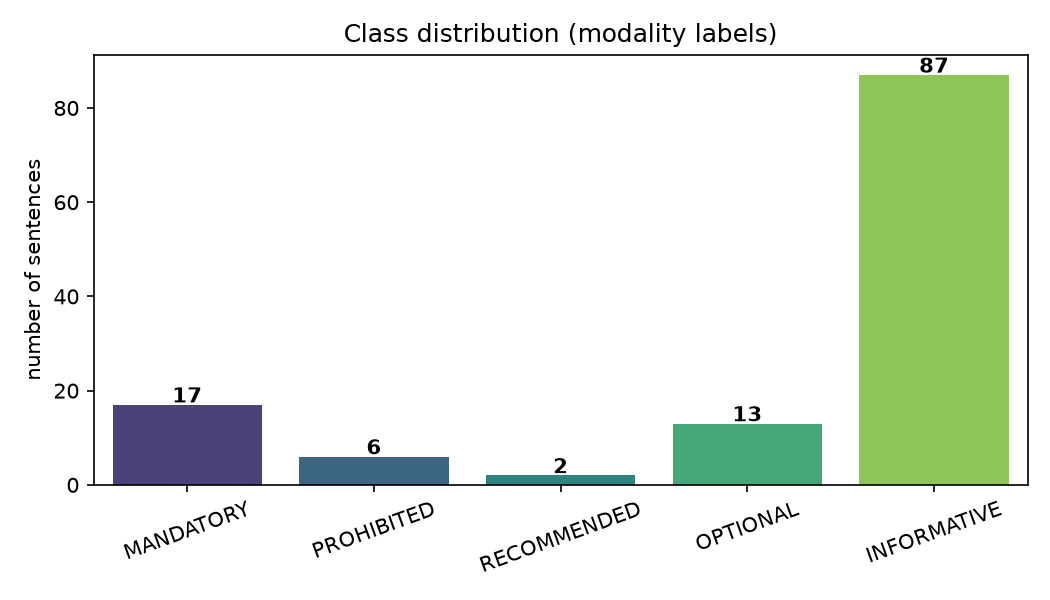 Class distribution (modality labels)
number of sentences
80
60
40
20
0
17
6
2
13
87
MANDATORY
PROHIBITED
RECOMMENDED
OPTIONAL
INFORMATIVE